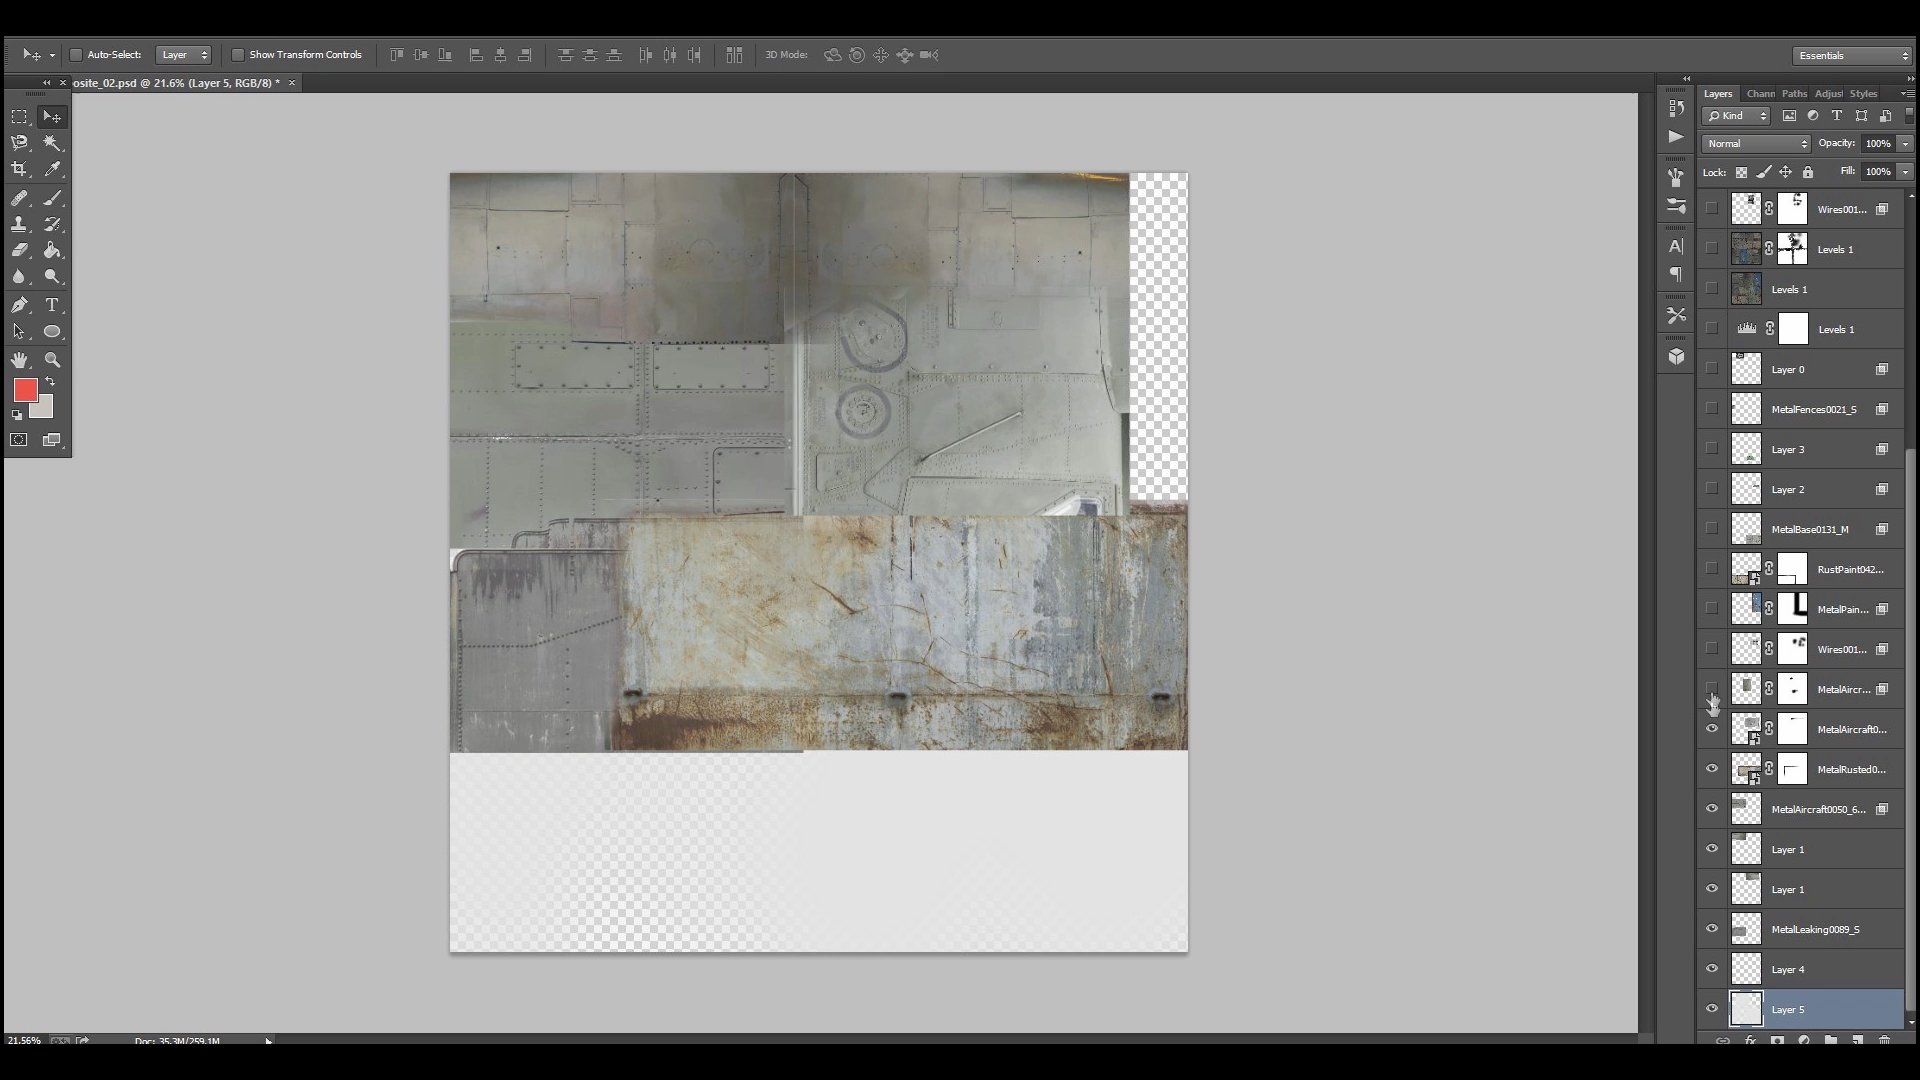 Auto-Select: Layer Show Transform Controls 3D Mode: Essentials
osite_02.psd @ 21.6% (Layer 5, RGB/8) * ×
Layers Chann Paths Adjust Styles
Kind
Normal Opacity: 100%
Lock: Fill: 100%
Wires001...
Levels 1
Levels 1
Levels 1
Layer 0
MetalFences0021_S
Layer 3
Layer 2
MetalBase0131_M
RustPaint042...
MetalPain...
Wires001...
MetalAircr...
MetalAircraft0...
MetalRusted0...
MetalAircraft0050_6...
Layer 1
Layer 1
MetalLeaking0089_S
Layer 4
Layer 5
21.56% Doc: 35.3M/259.1M